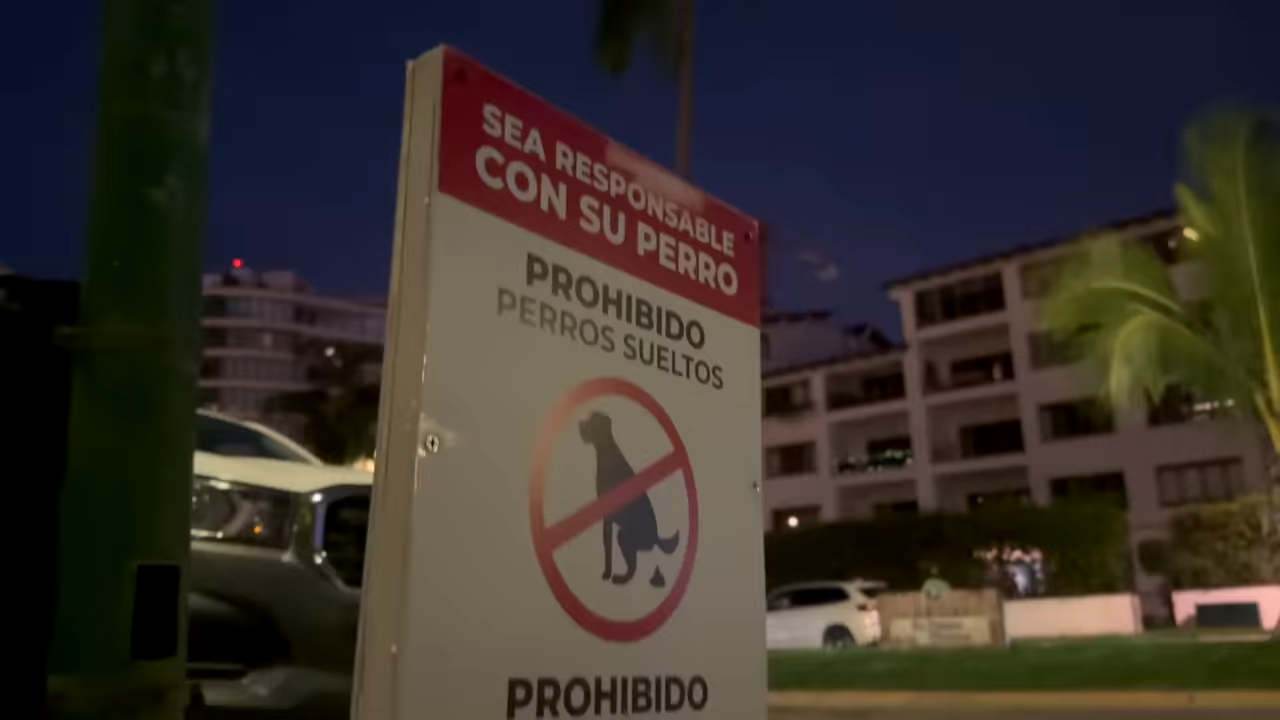 SEA RESPONSABLE
CON SU PERRO
PROHIBIDO
PERROS SUELTOS
PROHIBIDO